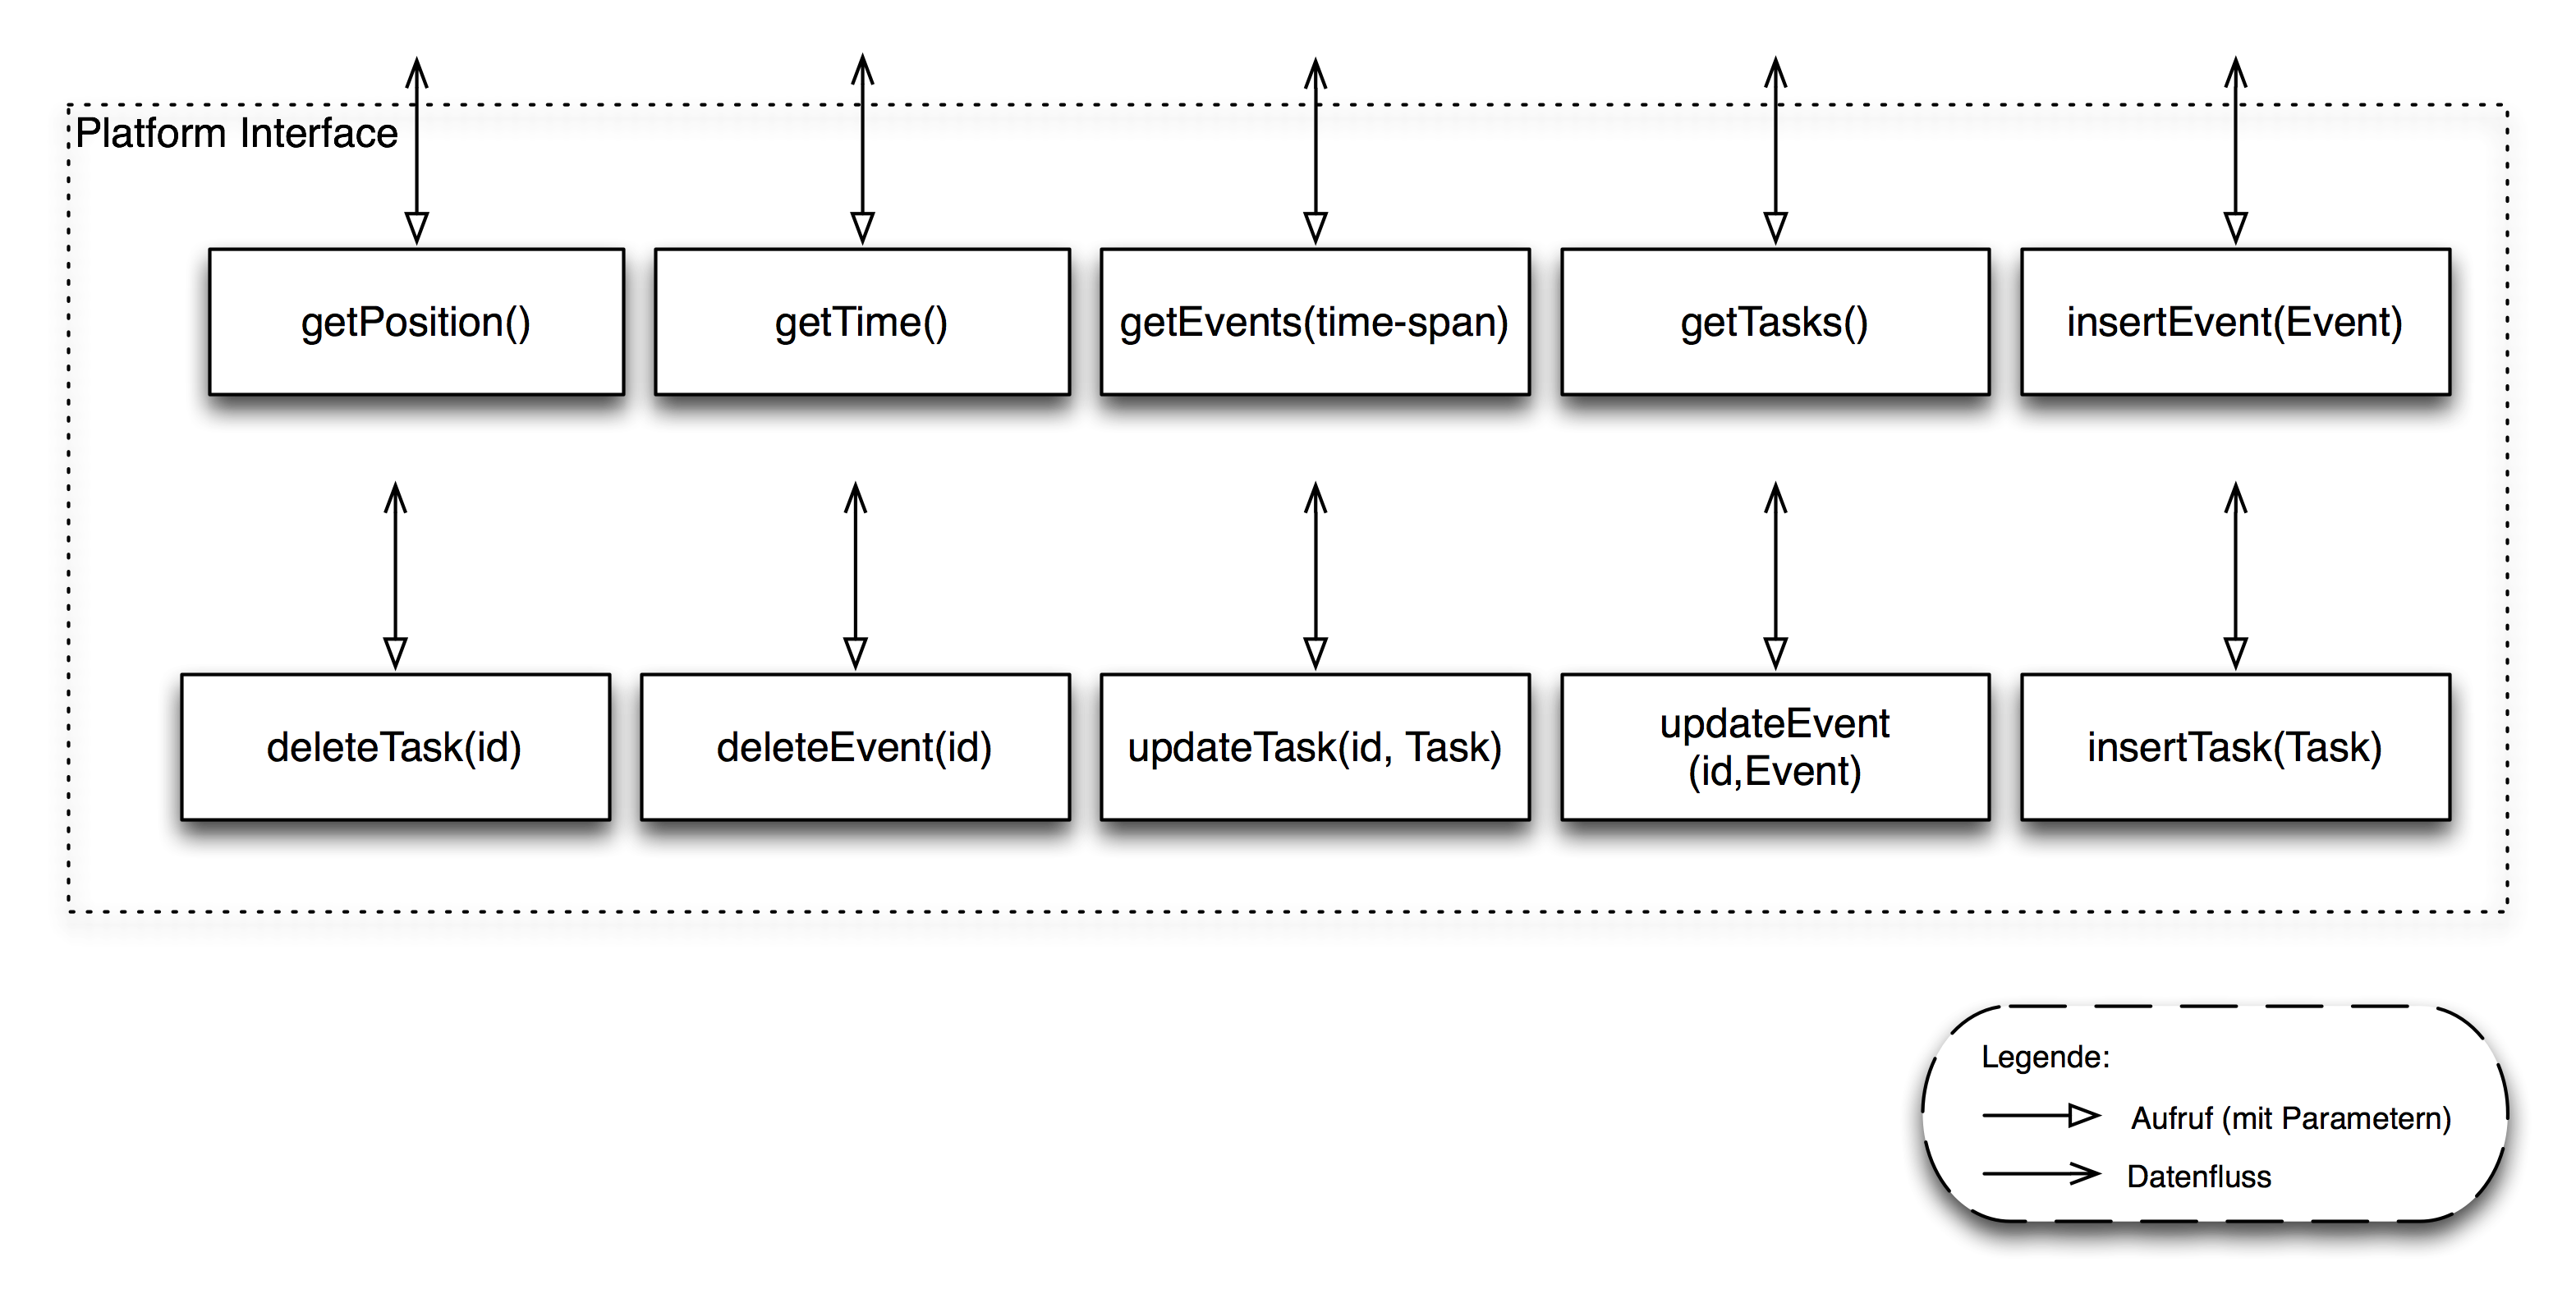 Platform Interface
getPosition()
getTime()
getEvents(time-span)
getTasks()
insertEvent(Event)
deleteTask(id)
deleteEvent(id)
updateTask(id, Task)
updateEvent
(id,Event)
insertTask(Task)
Legende:
Aufruf (mit Parametern)
Datenfluss